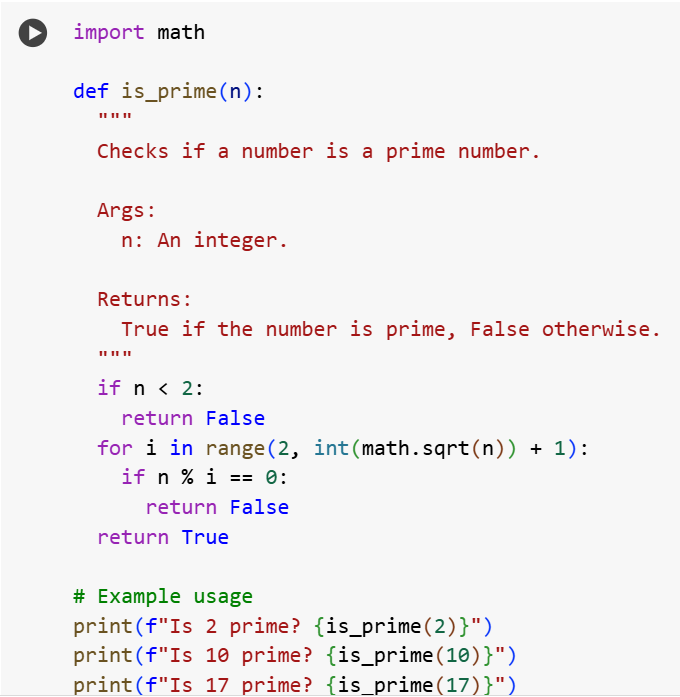 import math

def is_prime(n):
  """
  Checks if a number is a prime number.

  Args:
    n: An integer.

  Returns:
    True if the number is prime, False otherwise.
  """
  if n < 2:
    return False
  for i in range(2, int(math.sqrt(n)) + 1):
    if n % i == 0:
      return False
  return True

# Example usage
print(f"Is 2 prime? {is_prime(2)}")
print(f"Is 10 prime? {is_prime(10)}")
print(f"Is 17 prime? {is_prime(17)}")